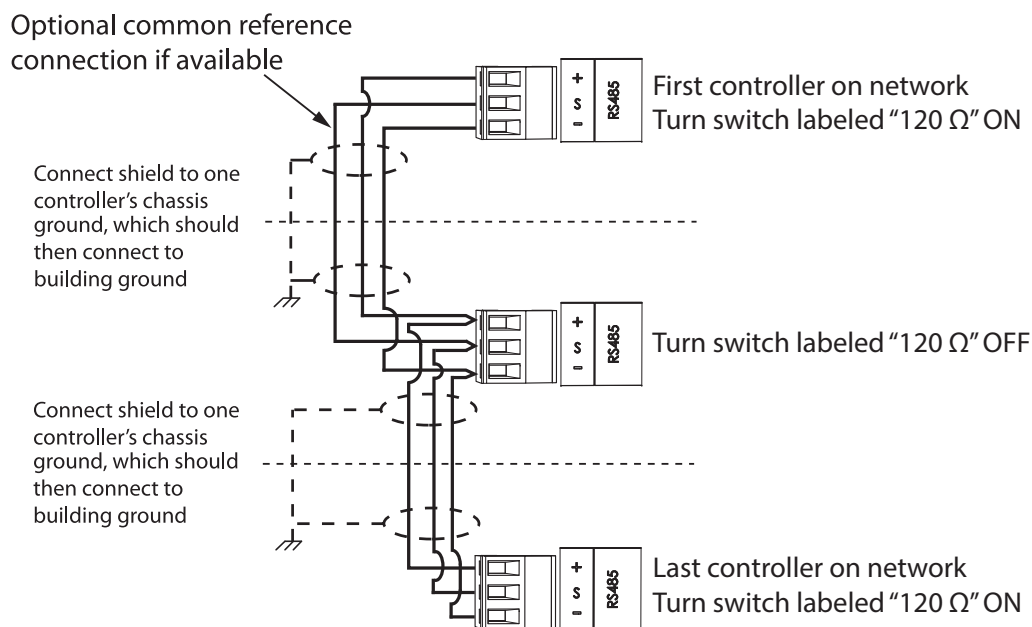 Optional common reference
connection if available
+
S
-
RS485
First controller on network
Turn switch labeled “120 Ω” ON
Connect shield to one
controller’s chassis
ground, which should
then connect to
building ground
+
S
-
RS485
Turn switch labeled “120 Ω” OFF
Connect shield to one
controller’s chassis
ground, which should
then connect to
building ground
+
S
-
RS485
Last controller on network
Turn switch labeled “120 Ω” ON